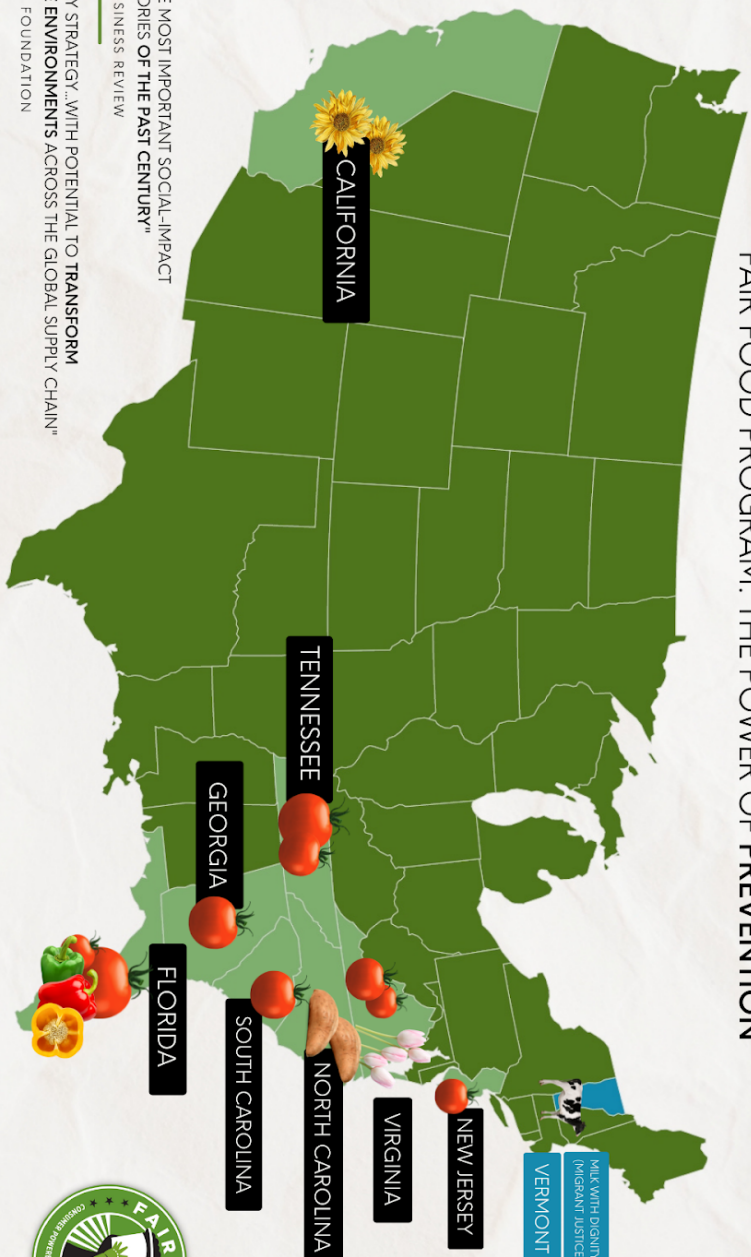 FAIR FOOD PROGRAM: THE POWER OF PREVENTION
MILK WITH DIGNITY
(MIGRANT JUSTICE
VERMONT
NEW JERSEY
VIRGINIA
NORTH CAROLINA
SOUTH CAROLINA
TENNESSEE
GEORGIA
FLORIDA
CALIFORNIA
MOST IMPORTANT SOCIAL-IMPACT
ORIES OF THE PAST CENTURY"
SINESS REVIEW
Y STRATEGY...WITH POTENTIAL TO TRANSFORM
ENVIRONMENTS ACROSS THE GLOBAL SUPPLY CHAIN"
FOUNDATION
FAIR
CONSUMER POWER